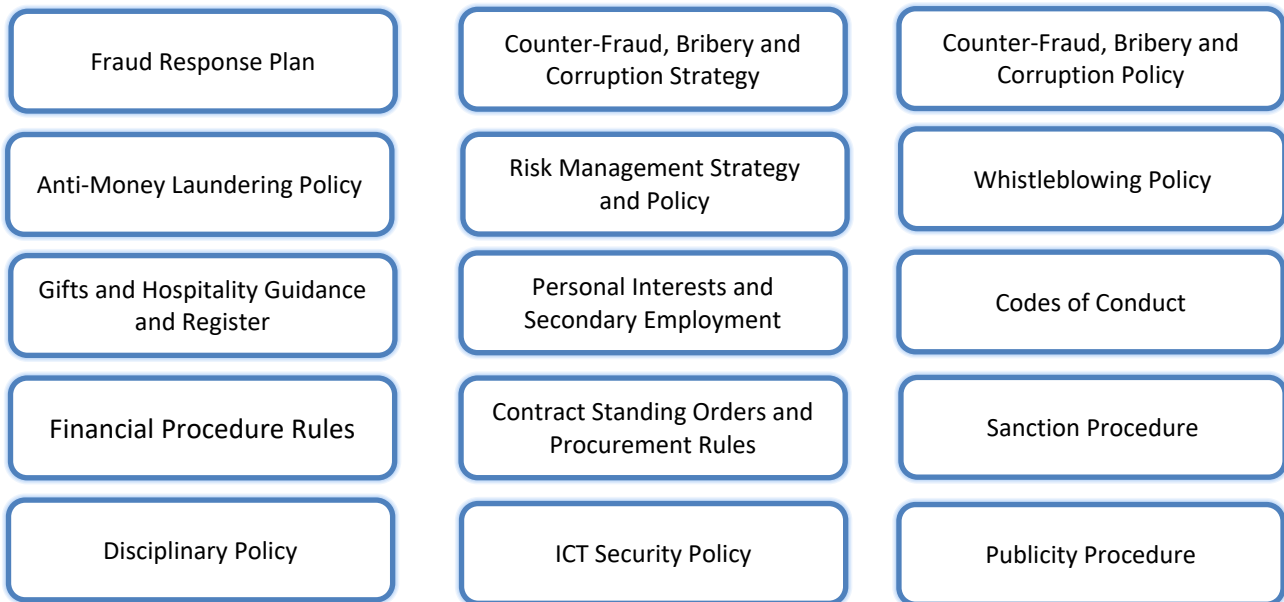 Fraud Response Plan
Counter-Fraud, Bribery and
Corruption Strategy
Counter-Fraud, Bribery and
Corruption Policy
Anti-Money Laundering Policy
Risk Management Strategy
and Policy
Whistleblowing Policy
Gifts and Hospitality Guidance
and Register
Personal Interests and
Secondary Employment
Codes of Conduct
Financial Procedure Rules
Contract Standing Orders and
Procurement Rules
Sanction Procedure
Disciplinary Policy
ICT Security Policy
Publicity Procedure